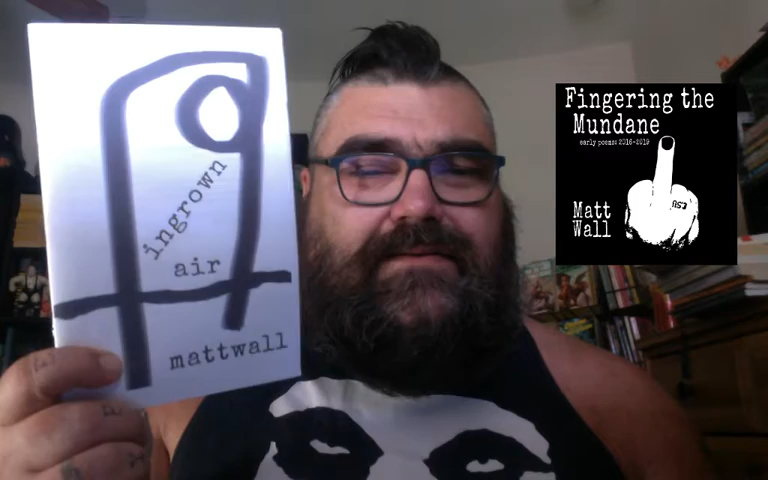 ingrown
air
mattwall
Fingering the
Mundane
early poems: 2016-2019
Matt
Wall